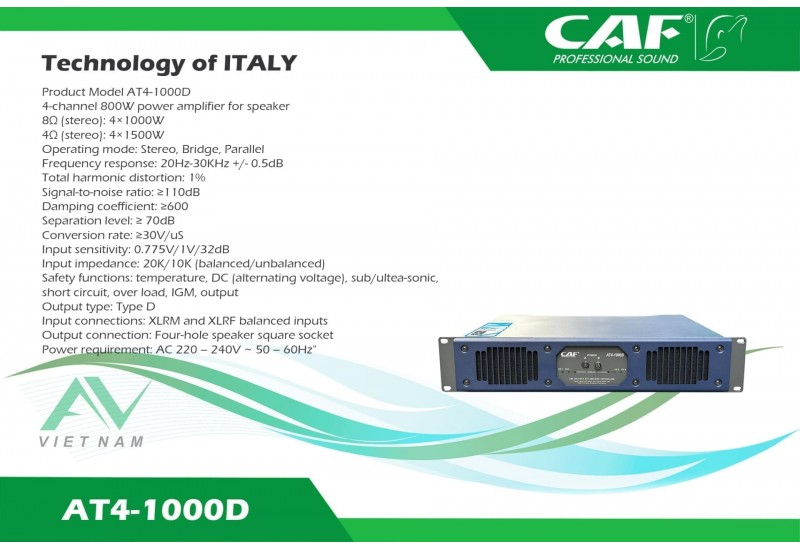 CAF®
PROFESSIONAL SOUND
Technology of ITALY
Product Model AT4-1000D
4-channel 800W power amplifier for speaker
8Ω (stereo): 4×1000W
4Ω (stereo): 4×1500W
Operating mode: Stereo, Bridge, Parallel
Frequency response: 20Hz-30KHz +/- 0.5dB
Total harmonic distortion: 1%
Signal-to-noise ratio: ≥110dB
Damping coefficient: ≥600
Separation level: ≥ 70dB
Conversion rate: ≥30V/uS
Input sensitivity: 0.775V/1V/32dB
Input impedance: 20K/10K (balanced/unbalanced)
Safety functions: temperature, DC (alternating voltage), sub/ultea-sonic,
short circuit, over load, IGM, output
Output type: Type D
Input connections: XLRM and XLRF balanced inputs
Output connection: Four-hole speaker square socket
Power requirement: AC 220 – 240V ~ 50 – 60Hz"
CAF
AT4-1000D
AV
VIET NAM
AT4-1000D